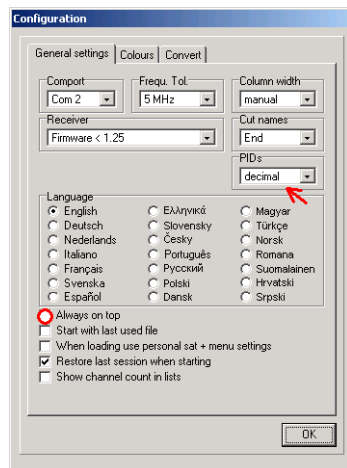 Configuration
General settings Colours Convert
Comport Frequ. Tol. Column width
Com 2 5 MHz manual
Receiver Cut names
Firmware < 1.25 End
PIDs
decimal
Language
English Ελληνικά Magyar
Deutsch Slovensky Türkçe
Nederlands Česky Norsk
Italiano Português Romana
Français Русский Suomalainen
Svenska Polski Hrvatski
Español Dansk Srpski
Always on top
Start with last used file
When loading use personal sat + menu settings
Restore last session when starting
Show channel count in lists
OK